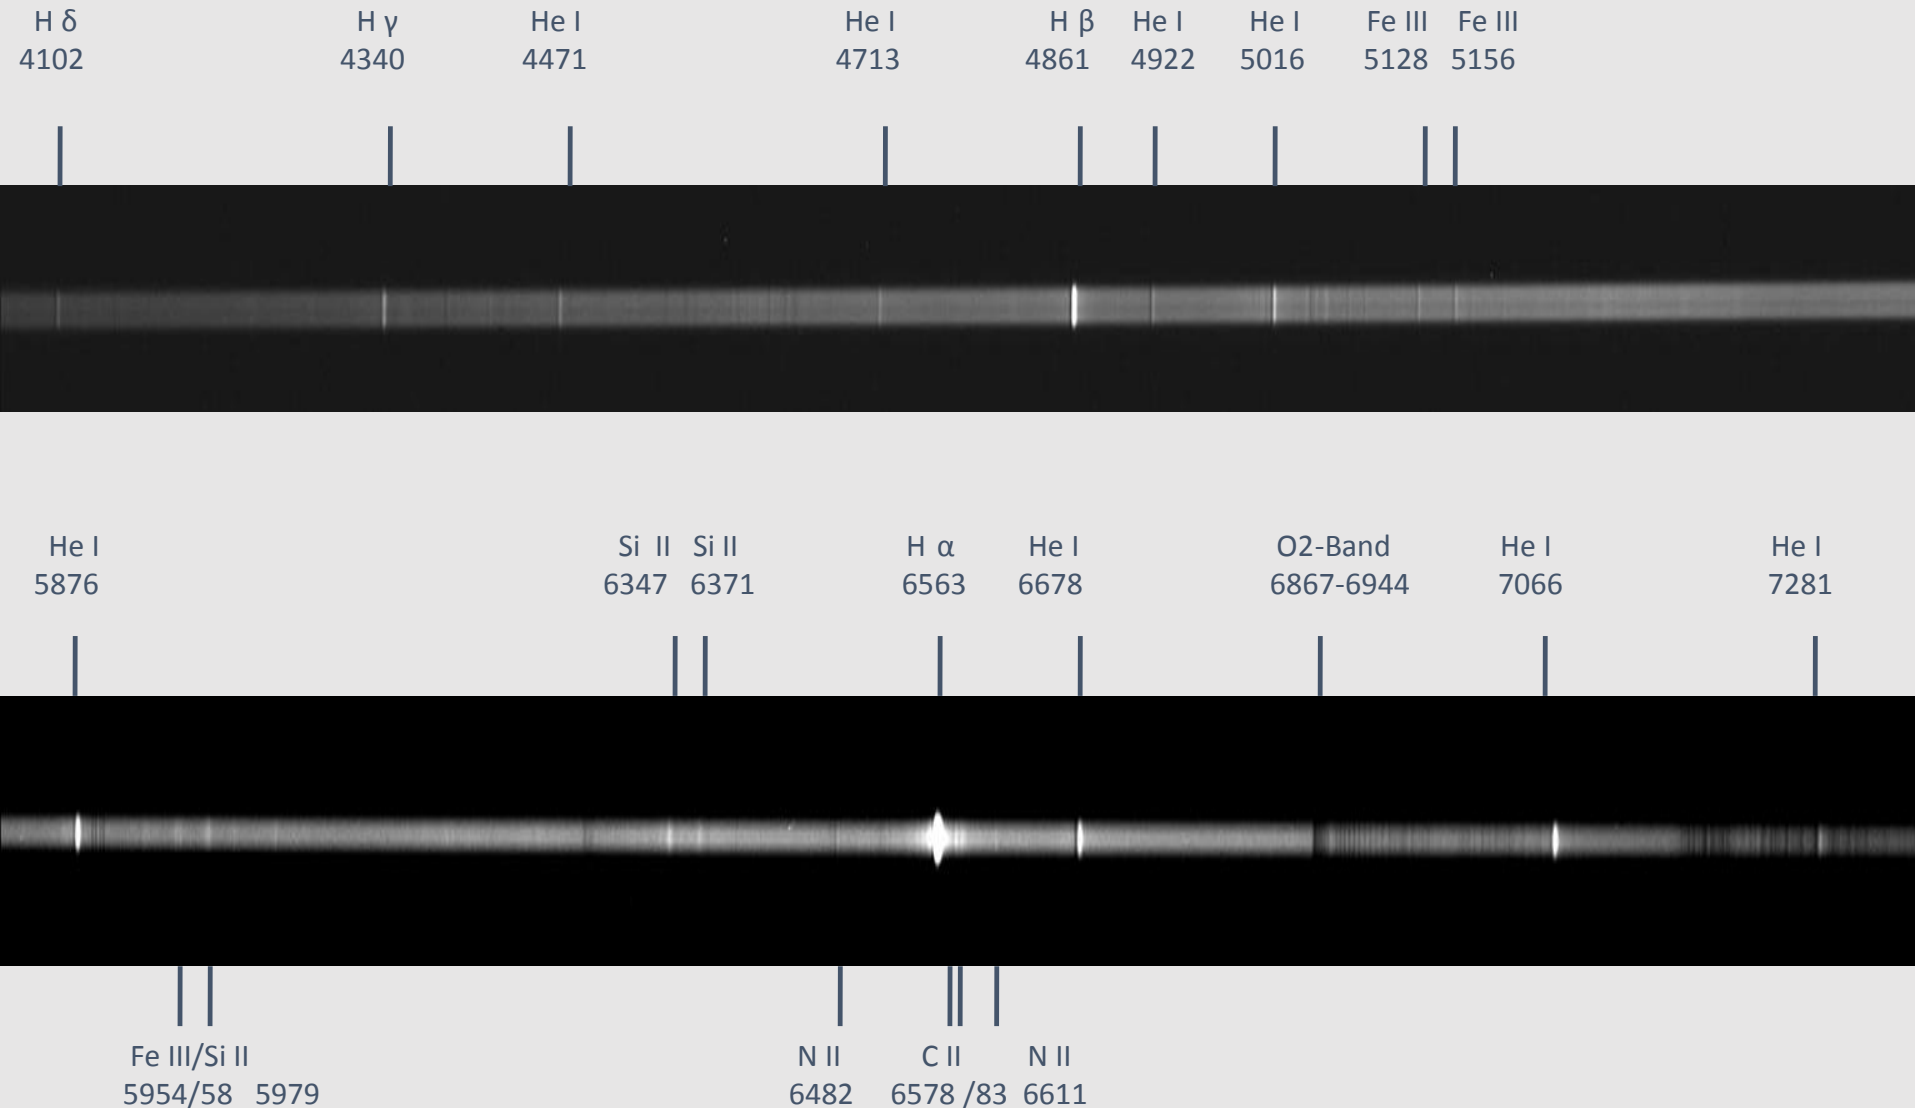 H δ H γ He I He I H β He I He I Fe III Fe III
4102 4340 4471 4713 4861 4922 5016 5128 5156
He I Si II Si II H α He I O2-Band He I He I
5876 6347 6371 6563 6678 6867-6944 7066 7281
Fe III/Si II N II C II N II
5954/58 5979 6482 6578 /83 6611